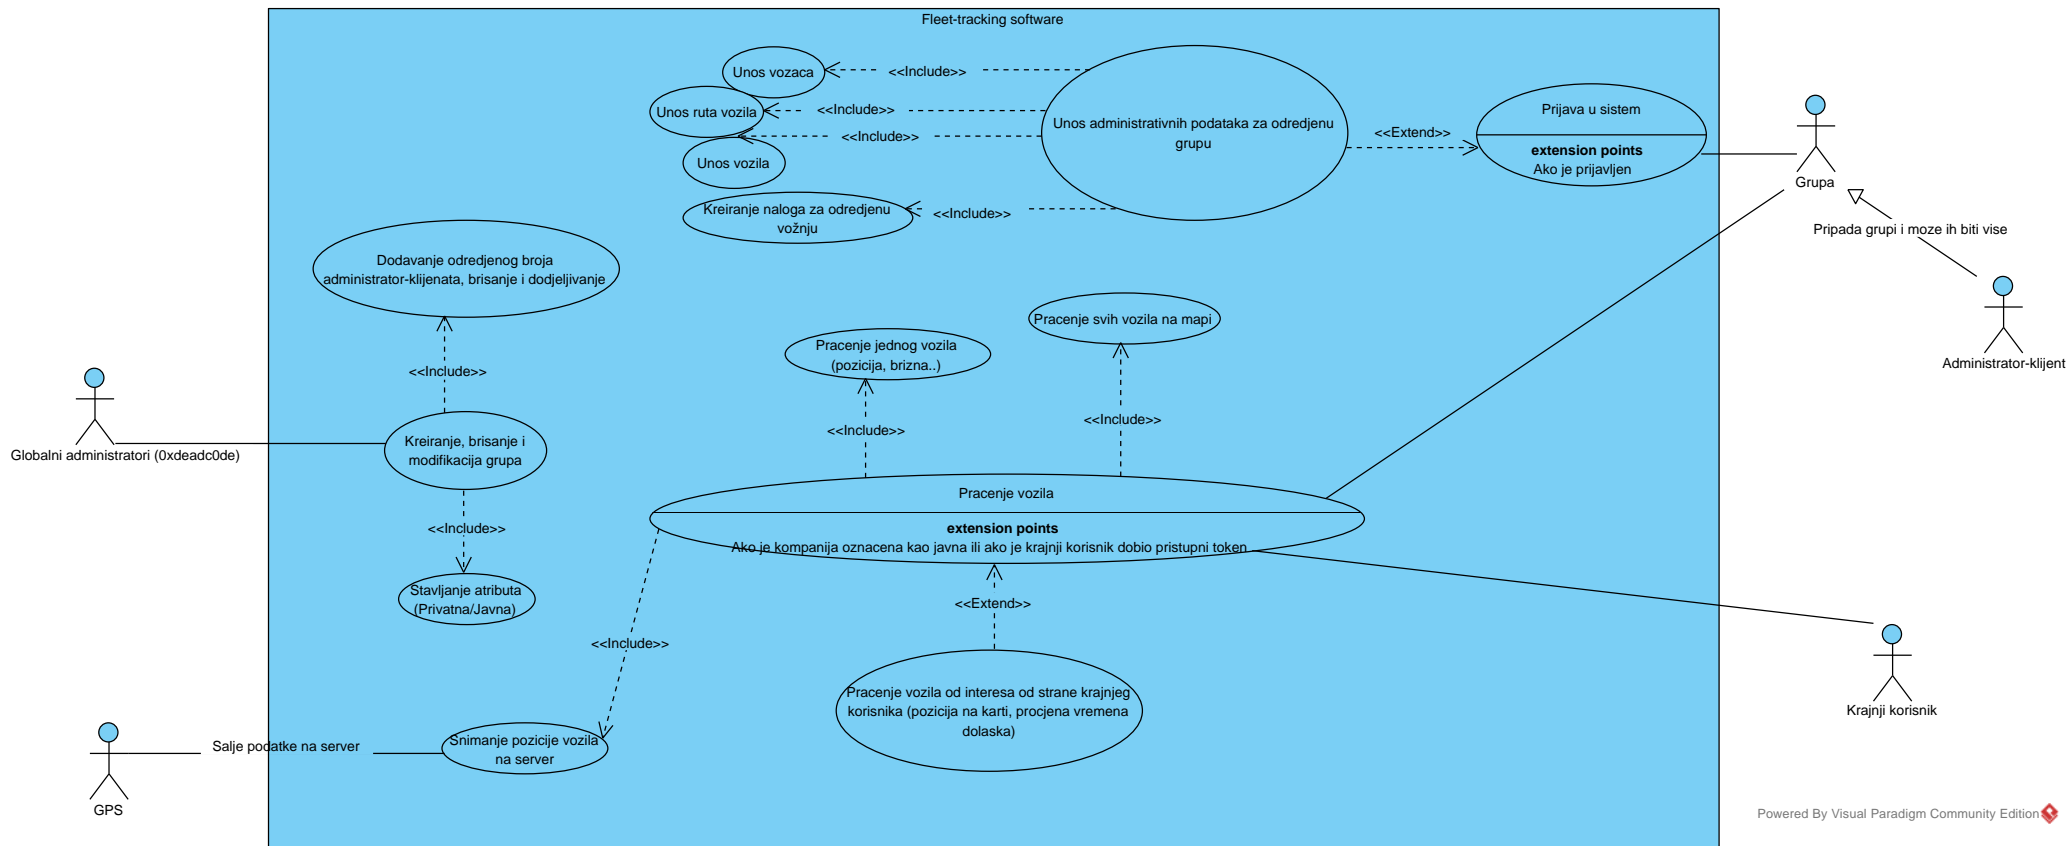 Fleet-tracking software
Unos vozaca
<<Include>>
Unos ruta vozila
<<Include>>
<<Include>>
Unos vozila
Unos administrativnih podataka za odredjenu
grupu
<<Extend>>
Prijava u sistem
extension points
Ako je prijavljen
Grupa
Kreiranje naloga za odredjenu
vožnju
<<Include>>
Pripada grupi i moze ih biti vise
Dodavanje odredjenog broja
administrator-klijenata, brisanje i dodjeljivanje
Pracenje svih vozila na mapi
Pracenje jednog vozila
(pozicija, brizna..)
Administrator-klijent
<<Include>>
<<Include>>
<<Include>>
Globalni administratori (0xdeadc0de)
Kreiranje, brisanje i
modifikacija grupa
Pracenje vozila
extension points
Ako je kompanija oznacena kao javna ili ako je krajnji korisnik dobio pristupni token
<<Include>>
Stavljanje atributa
(Privatna/Javna)
<<Extend>>
<<Include>>
Pracenje vozila od interesa od strane krajnjeg
korisnika (pozicija na karti, procjena vremena
dolaska)
Krajnji korisnik
Salje podatke na server
Snimanje pozicije vozila
na server
GPS
Powered By Visual Paradigm Community Edition